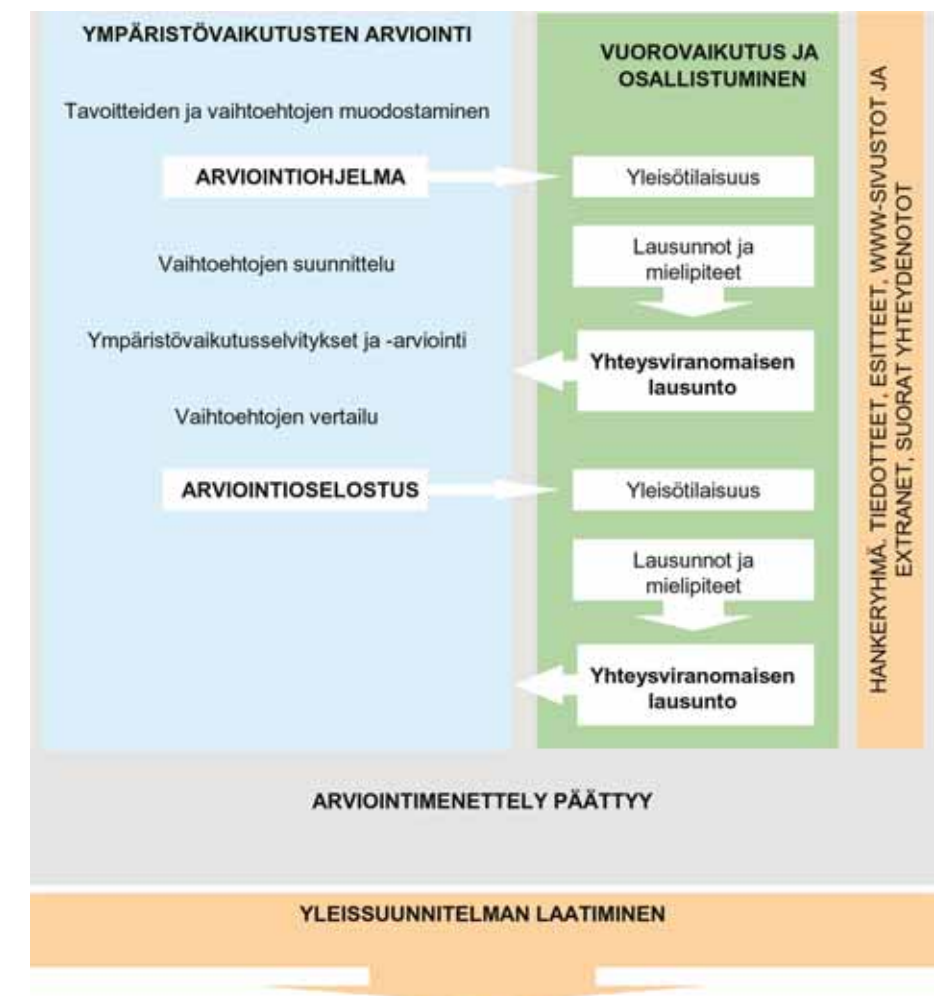 YMPÄRISTÖVAIKUTUSTEN ARVIOINTI
Tavoitteiden ja vaihtoehtojen muodostaminen
ARVIOINTIOHJELMA
Vaihtoehtojen suunnittelu
Ympäristövaikutusselvitykset ja -arviointi
Vaihtoehtojen vertailu
ARVIOINTIOSELOSTUS
VUOROVAIKUTUS JA
OSALLISTUMINEN
Yleisötilaisuus
Lausunnot ja
mielipiteet
Yhteysviranomaisen
lausunto
Yleisötilaisuus
Lausunnot ja
mielipiteet
Yhteysviranomaisen
lausunto
HANKERYHMÄ, TIEDOTTEET, ESITTEET, WWW-SIVUSTOT JA
EXTRANET, SUORAT YHTEYDENOTOT
ARVIOINTIMENETTELY PÄÄTTYY
YLEISSUUNNITELMAN LAATIMINEN